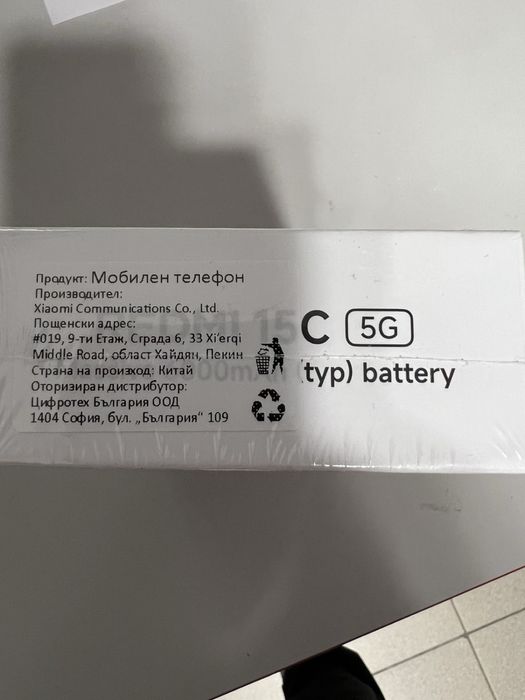 Продукт: Мобилен телефон
Производител:
Xiaomi Communications Co., Ltd.
Пощенски адрес:
#019, 9-ти Етаж, Сграда 6, 33 Xi'erqi
Middle Road, област Хайдян, Пекин
Страна на произход: Китай
Оторизиран дистрибутор:
Цифротех България ООД
1404 София, бул. „България“ 109
REDMI 15C 5G
(typ) battery